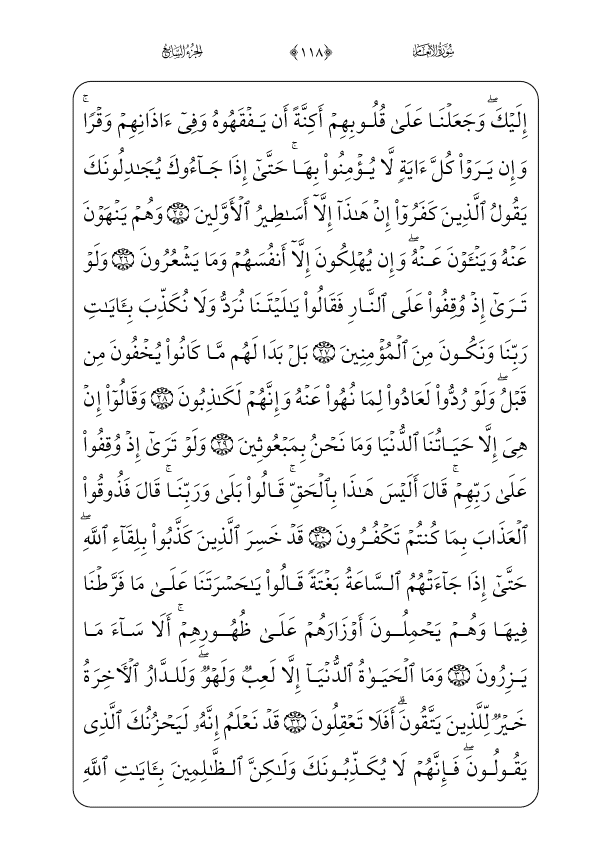 سُورَةُ الأَنعَامِ ﴿١١٨﴾ الجُزْءُ السَّابِعُ
إِلَيۡكَۖ وَجَعَلۡنَا عَلَىٰ قُلُوبِهِمۡ أَكِنَّةً أَن يَفۡقَهُوهُ وَفِيٓ ءَاذَانِهِمۡ وَقۡرٗاۚ
وَإِن يَرَوۡاْ كُلَّ ءَايَةٖ لَّا يُؤۡمِنُواْ بِهَاۚ حَتَّىٰٓ إِذَا جَآءُوكَ يُجَٰدِلُونَكَ
يَقُولُ ٱلَّذِينَ كَفَرُوٓاْ إِنۡ هَٰذَآ إِلَّآ أَسَٰطِيرُ ٱلۡأَوَّلِينَ ٢٥ وَهُمۡ يَنۡهَوۡنَ
عَنۡهُ وَيَنۡـَٔوۡنَ عَنۡهُۖ وَإِن يُهۡلِكُونَ إِلَّآ أَنفُسَهُمۡ وَمَا يَشۡعُرُونَ ٢٦ وَلَوۡ
تَرَىٰٓ إِذۡ وُقِفُواْ عَلَى ٱلنَّارِ فَقَالُواْ يَٰلَيۡتَنَا نُرَدُّ وَلَا نُكَذِّبَ بِـَٔايَٰتِ
رَبِّنَا وَنَكُونَ مِنَ ٱلۡمُؤۡمِنِينَ ٢٧ بَلۡ بَدَا لَهُم مَّا كَانُواْ يُخۡفُونَ مِن
قَبۡلُۖ وَلَوۡ رُدُّواْ لَعَادُواْ لِمَا نُهُواْ عَنۡهُ وَإِنَّهُمۡ لَكَٰذِبُونَ ٢٨ وَقَالُوٓاْ إِنۡ
هِيَ إِلَّا حَيَاتُنَا ٱلدُّنۡيَا وَمَا نَحۡنُ بِمَبۡعُوثِينَ ٢٩ وَلَوۡ تَرَىٰٓ إِذۡ وُقِفُواْ
عَلَىٰ رَبِّهِمۡۚ قَالَ أَلَيۡسَ هَٰذَا بِٱلۡحَقِّۚ قَالُواْ بَلَىٰ وَرَبِّنَاۚ قَالَ فَذُوقُواْ
ٱلۡعَذَابَ بِمَا كُنتُمۡ تَكۡفُرُونَ ٣٠ قَدۡ خَسِرَ ٱلَّذِينَ كَذَّبُواْ بِلِقَآءِ ٱللَّهِۖ
حَتَّىٰٓ إِذَا جَآءَتۡهُمُ ٱلسَّاعَةُ بَغۡتَةٗ قَالُواْ يَٰحَسۡرَتَنَا عَلَىٰ مَا فَرَّطۡنَا
فِيهَا وَهُمۡ يَحۡمِلُونَ أَوۡزَارَهُمۡ عَلَىٰ ظُهُورِهِمۡۚ أَلَا سَآءَ مَا
يَزِرُونَ ٣١ وَمَا ٱلۡحَيَوٰةُ ٱلدُّنۡيَآ إِلَّا لَعِبٞ وَلَهۡوٞۖ وَلَلدَّارُ ٱلۡأٓخِرَةُ
خَيۡرٞ لِّلَّذِينَ يَتَّقُونَۚ أَفَلَا تَعۡقِلُونَ ٣٢ قَدۡ نَعۡلَمُ إِنَّهُۥ لَيَحۡزُنُكَ ٱلَّذِي
يَقُولُونَۖ فَإِنَّهُمۡ لَا يُكَذِّبُونَكَ وَلَٰكِنَّ ٱلظَّٰلِمِينَ بِـَٔايَٰتِ ٱللَّهِ